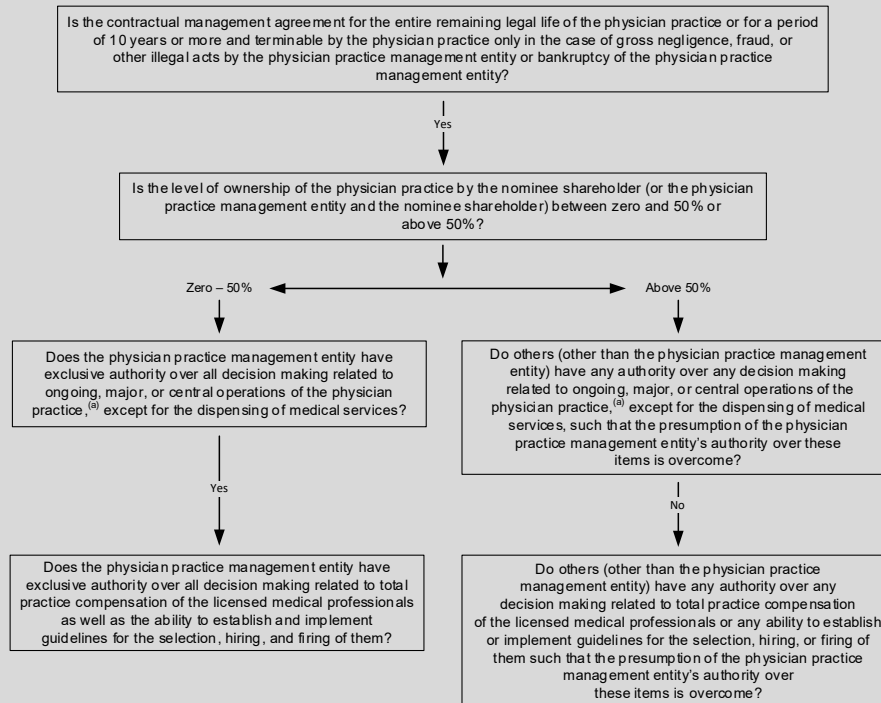 Is the contractual management agreement for the entire remaining legal life of the physician practice or for a period
of 10 years or more and terminable by the physician practice only in the case of gross negligence, fraud, or
other illegal acts by the physician practice management entity or bankruptcy of the physician practice
management entity?
Yes
Is the level of ownership of the physician practice by the nominee shareholder (or the physician
practice management entity and the nominee shareholder) between zero and 50% or
above 50%?
Zero – 50%
Above 50%
Does the physician practice management entity have
exclusive authority over all decision making related to
ongoing, major, or central operations of the physician
practice,(a) except for the dispensing of medical services?
Do others (other than the physician practice management
entity) have any authority over any decision making
related to ongoing, major, or central operations of the
physician practice,(a) except for the dispensing of medical
services, such that the presumption of the physician
practice management entity's authority over these
items is overcome?
Yes
No
Does the physician practice management entity have
exclusive authority over all decision making related to total
practice compensation of the licensed medical professionals
as well as the ability to establish and implement
guidelines for the selection, hiring, and firing of them?
Do others (other than the physician practice
management entity) have any authority over any
decision making related to total practice compensation
of the licensed medical professionals or any ability to establish
or implement guidelines for the selection, hiring, or firing of
them such that the presumption of the physician practice
management entity's authority over
these items is overcome?